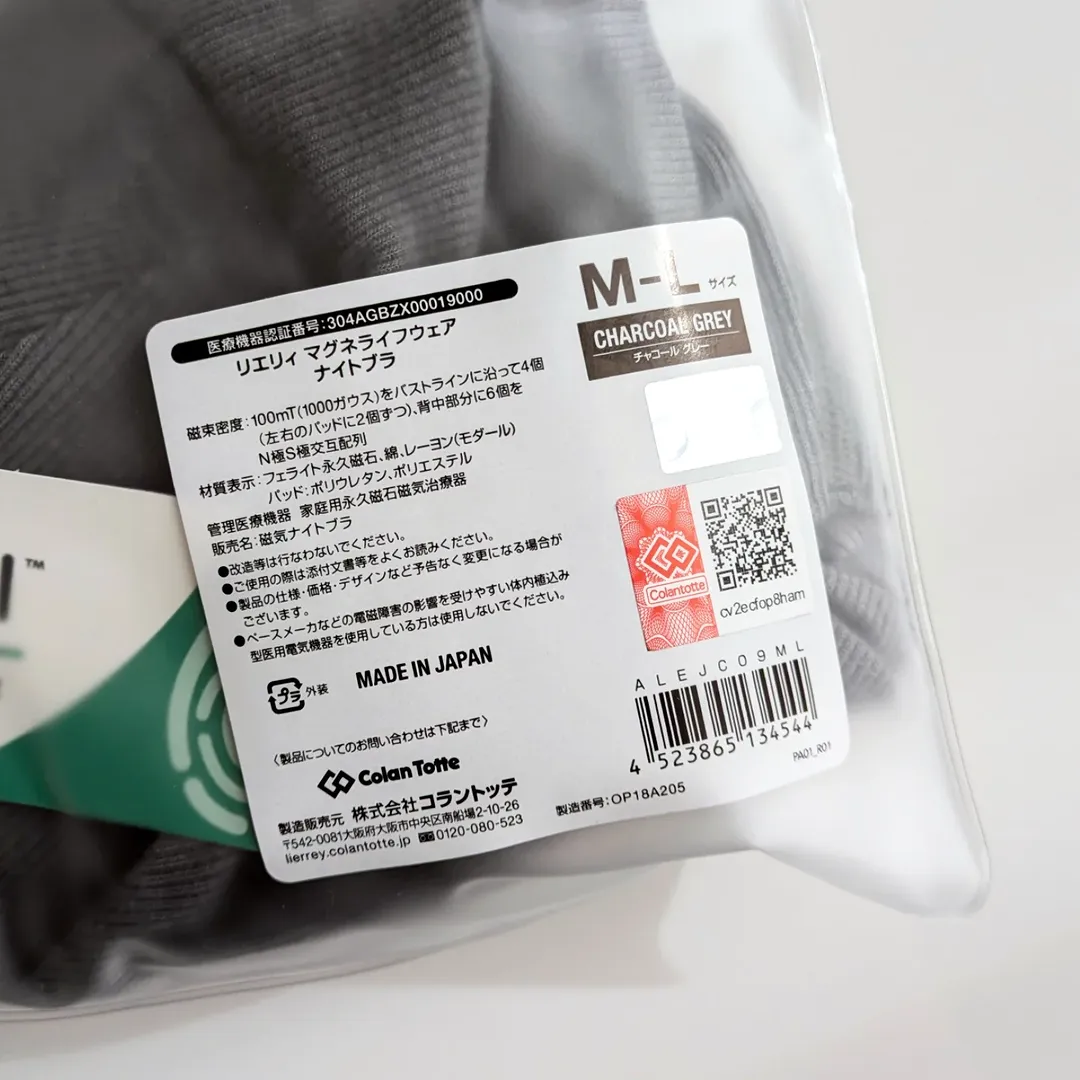 医療機器認証番号:304AGBZX00019000
リエリィ マグネライフウェア
ナイトブラ
磁束密度:100mT(1000ガウス)をバストラインに沿って4個
(左右のパッドに2個ずつ)、背中部分に6個を
N極S極交互配列
材質表示:フェライト永久磁石、綿、レーヨン(モダール)
パッド:ポリウレタン、ポリエステル
管理医療機器 家庭用永久磁石磁気治療器
販売名:磁気ナイトブラ
●改造等は行なわないでください。
●ご使用の際は添付文書等をよくお読みください。
●製品の仕様・価格・デザインなど予告なく変更になる場合が
ございます。
●ペースメーカなどの電磁障害の影響を受けやすい体内植込み
型医用電気機器を使用している方は使用しないでください。
プラ 外装
MADE IN JAPAN
〈製品についてのお問い合わせは下記まで〉
Colan Totte
製造販売元 株式会社コラントッテ
〒542-0081大阪府大阪市中央区南船場2-10-26
lierrey.colantotte.jp 0120-080-523
M-L サイズ
CHARCOAL GREY
チャコール グレー
Colantotte
cv2ecfop8ham
ALEJC09ML
4 523865 134544
PA01_R01
製造番号:OP18A205
TM